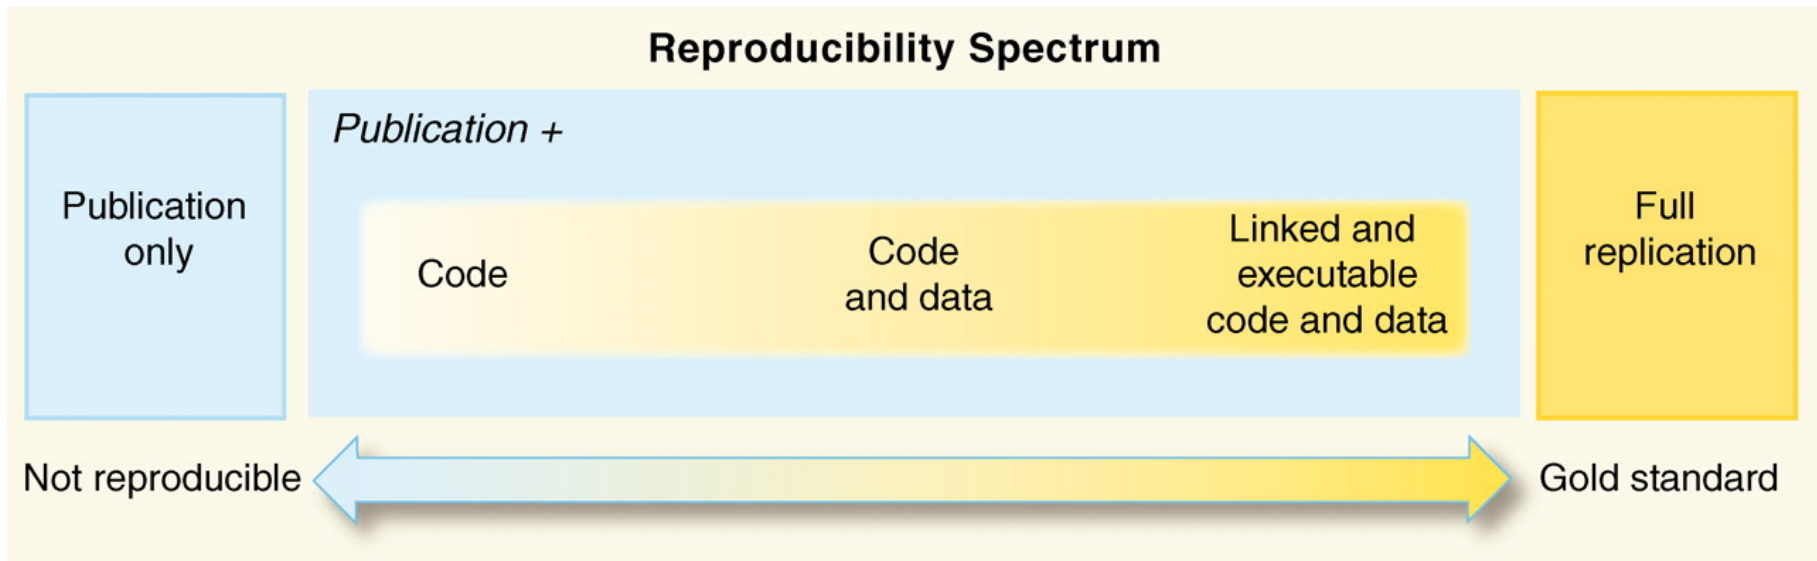 Reproducibility Spectrum
Publication
only
Publication +
Code
Code
and data
Linked and
executable
code and data
Full
replication
Not reproducible
Gold standard